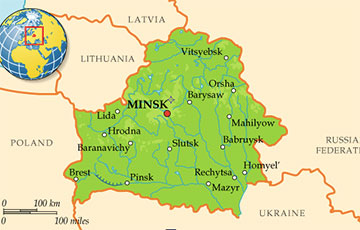 LATVIA
LITHUANIA
Vitsyebsk
Orsha
MINSK
Barysaw
Lida
Mahilyow
Hrodna
POLAND
Baranavichy
Slutsk
Babruysk
RUSSIA
FEDERAT
Brest
Pinsk
Rechytsa
Homyel'
Mazyr
0 100 km
0 100 miles
UKRAINE